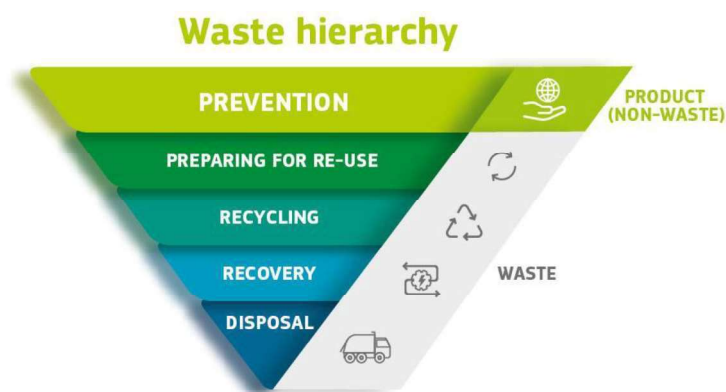 Waste hierarchy
PREVENTION
PRODUCT
(NON-WASTE)
PREPARING FOR RE-USE
RECYCLING
RECOVERY
WASTE
DISPOSAL